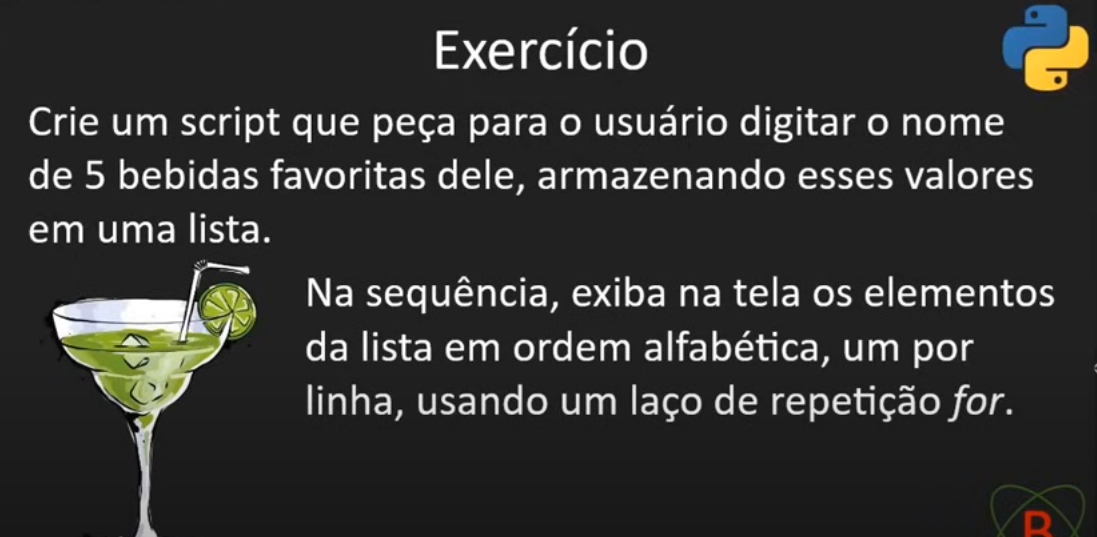 Exercício
Crie um script que peça para o usuário digitar o nome
de 5 bebidas favoritas dele, armazenando esses valores
em uma lista.
Na sequência, exiba na tela os elementos
da lista em ordem alfabética, um por
linha, usando um laço de repetição for.
B